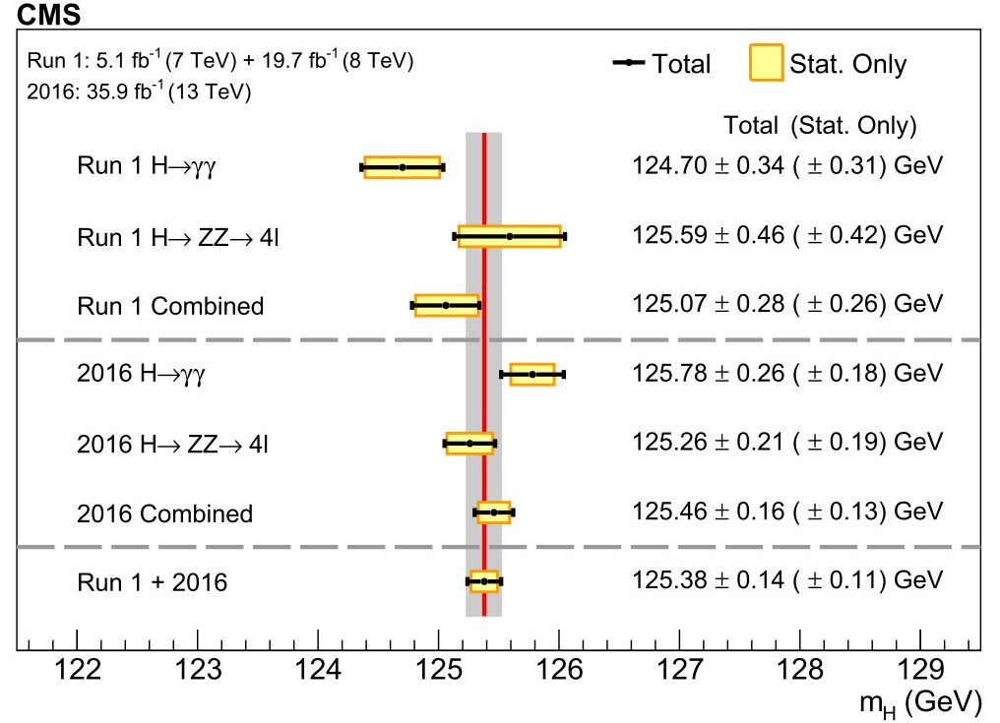 CMS
Run 1: 5.1 fb⁻¹ (7 TeV) + 19.7 fb⁻¹ (8 TeV)
2016: 35.9 fb⁻¹ (13 TeV)
Total Stat. Only
Total (Stat. Only)
Run 1 H→γγ 124.70 ± 0.34 ( ± 0.31) GeV
Run 1 H→ ZZ→ 4l 125.59 ± 0.46 ( ± 0.42) GeV
Run 1 Combined 125.07 ± 0.28 ( ± 0.26) GeV
2016 H→γγ 125.78 ± 0.26 ( ± 0.18) GeV
2016 H→ ZZ→ 4l 125.26 ± 0.21 ( ± 0.19) GeV
2016 Combined 125.46 ± 0.16 ( ± 0.13) GeV
Run 1 + 2016 125.38 ± 0.14 ( ± 0.11) GeV
122 123 124 125 126 127 128 129
m_H (GeV)